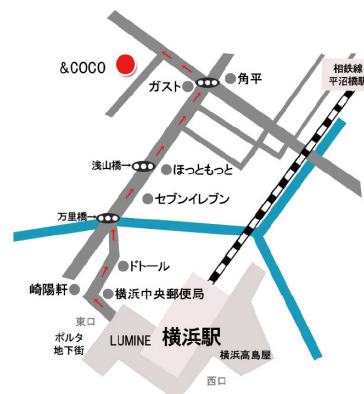 &COCO
ガスト
角平
相鉄線
平沼橋駅
浅山橋→
ほっともっと
セブンイレブン
万里橋→
ドトール
崎陽軒
横浜中央郵便局
東口
ポルタ
地下街
LUMINE
横浜駅
横浜高島屋
西口